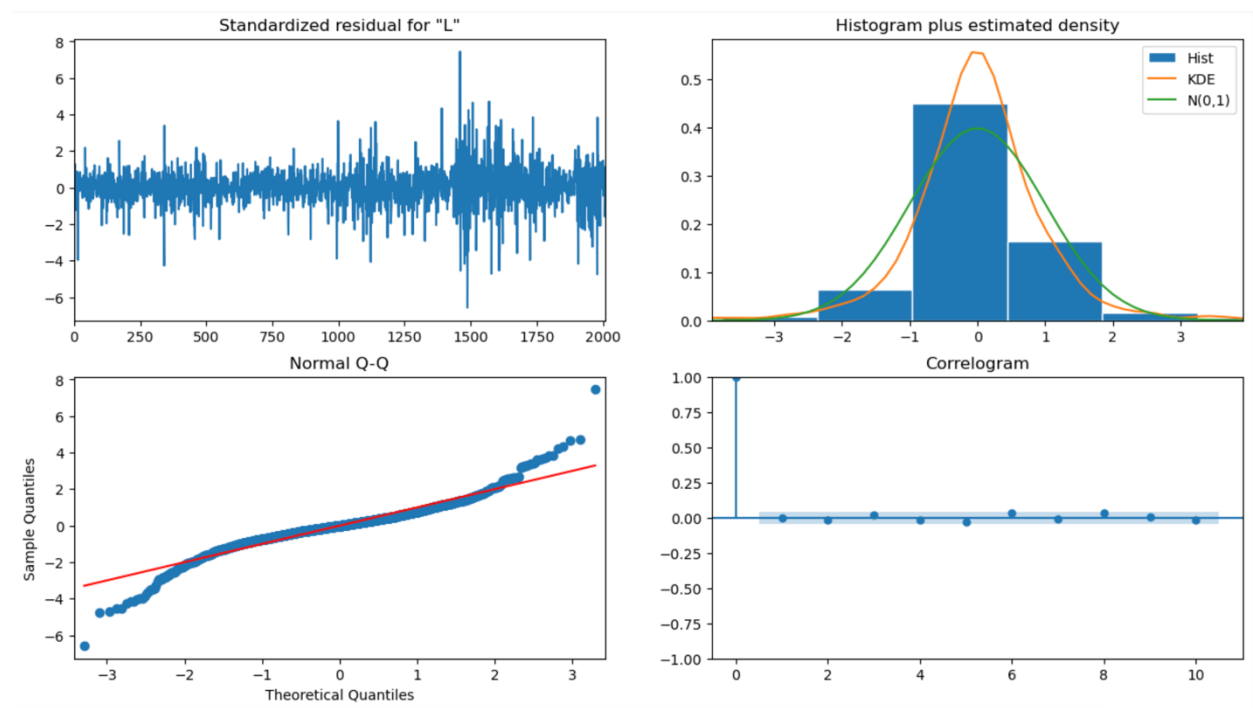 Standardized residual for "L"
8
6
4
2
0
−2
−4
−6
0 250 500 750 1000 1250 1500 1750 2000
Histogram plus estimated density
Hist
KDE
N(0,1)
0.5
0.4
0.3
0.2
0.1
0.0
−3 −2 −1 0 1 2 3
Normal Q-Q
Sample Quantiles
8
6
4
2
0
−2
−4
−6
−3 −2 −1 0 1 2 3
Theoretical Quantiles
Correlogram
1.00
0.75
0.50
0.25
0.00
−0.25
−0.50
−0.75
−1.00
0 2 4 6 8 10